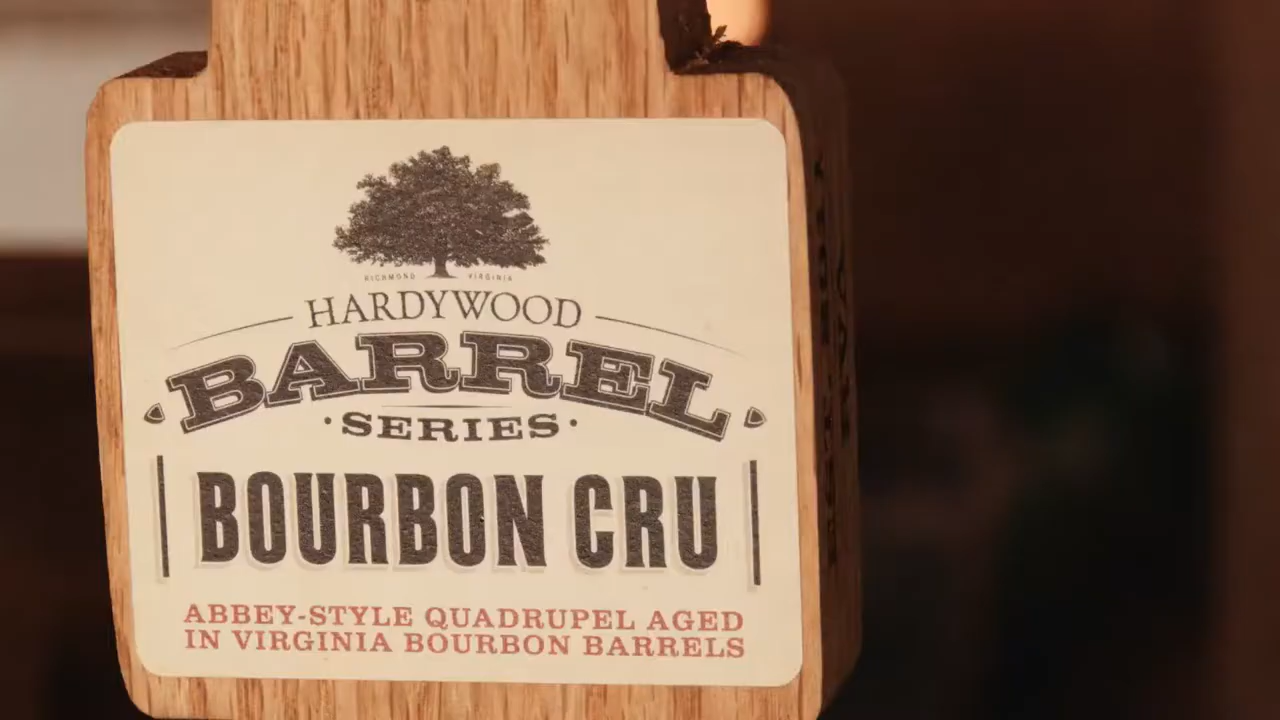 RICHMOND VIRGINIA
HARDYWOOD
BARREL
·SERIES·
BOURBON CRU
ABBEY-STYLE QUADRUPEL AGED
IN VIRGINIA BOURBON BARRELS